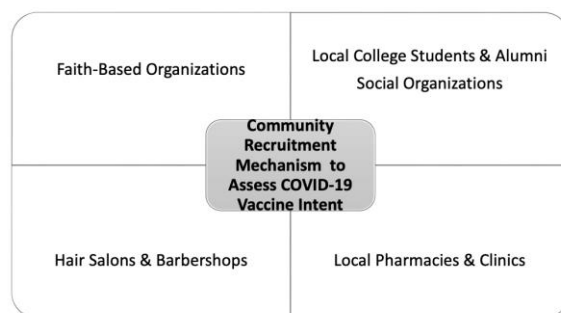 Faith-Based Organizations
Local College Students & Alumni
Social Organizations
Community
Recruitment
Mechanism to
Assess COVID-19
Vaccine Intent
Hair Salons & Barbershops
Local Pharmacies & Clinics